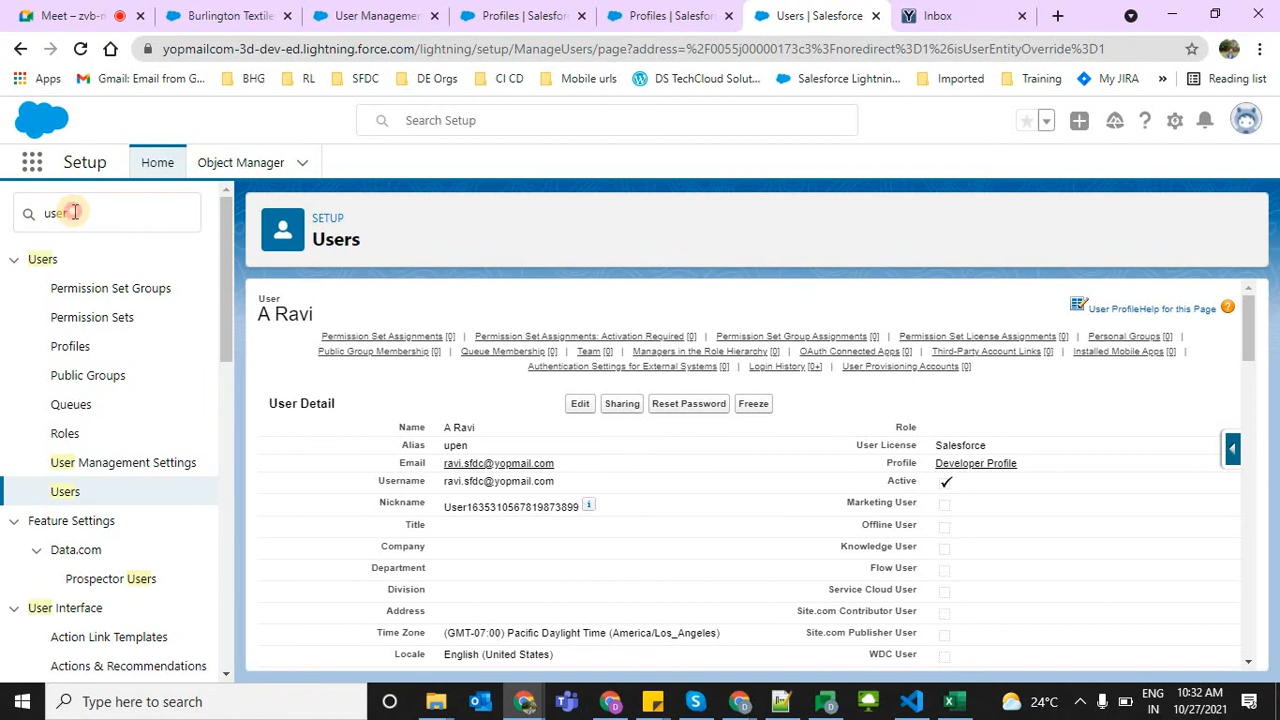 Meet – zvb-n
Burlington Textile
User Manageme
Profiles | Salesfor
Profiles | Salesfor
Users | Salesforce
Inbox
yopmailcom-3d-dev-ed.lightning.force.com/lightning/setup/ManageUsers/page?address=%2F0055j00000173c3%3Fnoredirect%3D1%26isUserEntityOverride%3D1
Apps Gmail: Email from G... BHG RL SFDC DE Orgs CI CD Mobile urls DS TechCloud Solut... Salesforce Lightnin... Imported Training My JIRA » Reading list
Search Setup
Setup Home Object Manager
user
SETUP
Users
Users
Permission Set Groups
Permission Sets
Profiles
Public Groups
Queues
Roles
User Management Settings
Users
Feature Settings
Data.com
Prospector Users
User Interface
Action Link Templates
Actions & Recommendations
User
A Ravi
User Profile Help for this Page
Permission Set Assignments [0] | Permission Set Assignments: Activation Required [0] | Permission Set Group Assignments [0] | Permission Set License Assignments [0] | Personal Groups [0] |
Public Group Membership [0] | Queue Membership [0] | Team [0] | Managers in the Role Hierarchy [0] | OAuth Connected Apps [0] | Third-Party Account Links [0] | Installed Mobile Apps [0] |
Authentication Settings for External Systems [0] | Login History [0+] | User Provisioning Accounts [0]
User Detail Edit Sharing Reset Password Freeze
Name A Ravi Role
Alias upen User License Salesforce
Email ravi.sfdc@yopmail.com Profile Developer Profile
Username ravi.sfdc@yopmail.com Active
Nickname User1635310567819873899 Marketing User
Title Offline User
Company Knowledge User
Department Flow User
Division Service Cloud User
Address Site.com Contributor User
Time Zone (GMT-07:00) Pacific Daylight Time (America/Los_Angeles) Site.com Publisher User
Locale English (United States) WDC User
Type here to search
24°C
ENG
IN
10:32 AM
10/27/2021